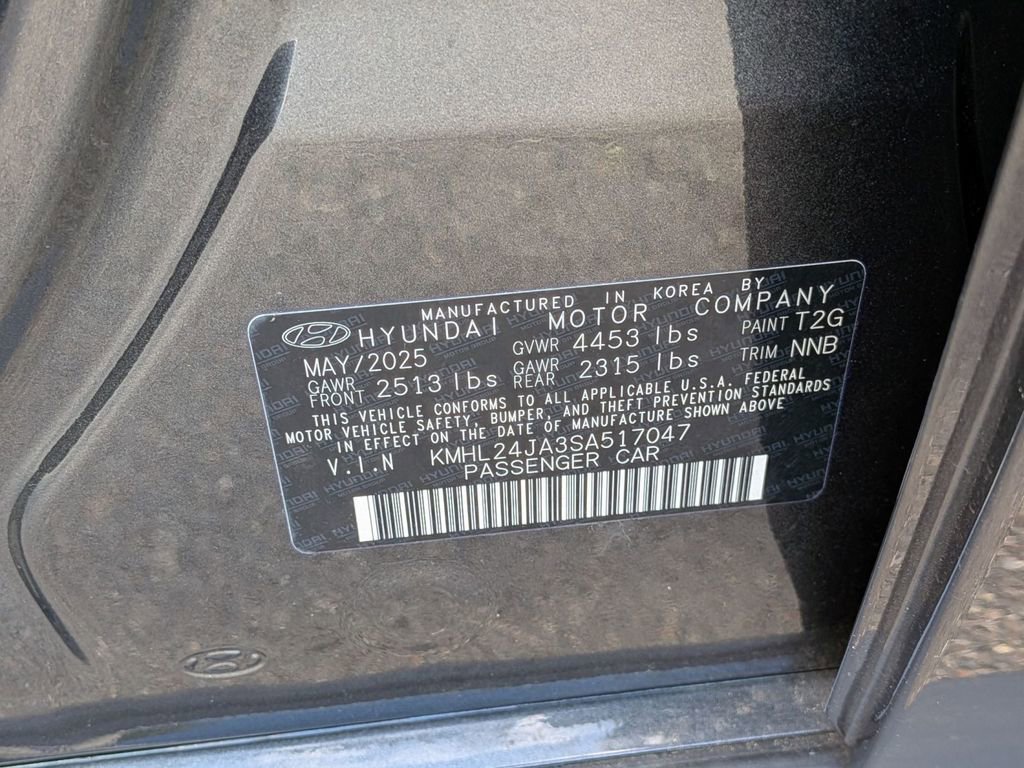 MANUFACTURED IN KOREA BY
HYUNDAI MOTOR COMPANY
MAY/2025 GVWR 4453 lbs PAINT T2G
GAWR FRONT 2513 lbs GAWR REAR 2315 lbs TRIM NNB
THIS VEHICLE CONFORMS TO ALL APPLICABLE U.S.A. FEDERAL
MOTOR VEHICLE SAFETY, BUMPER, AND THEFT PREVENTION STANDARDS
IN EFFECT ON THE DATE OF MANUFACTURE SHOWN ABOVE
V.I.N KMHL24JA3SA517047
PASSENGER CAR